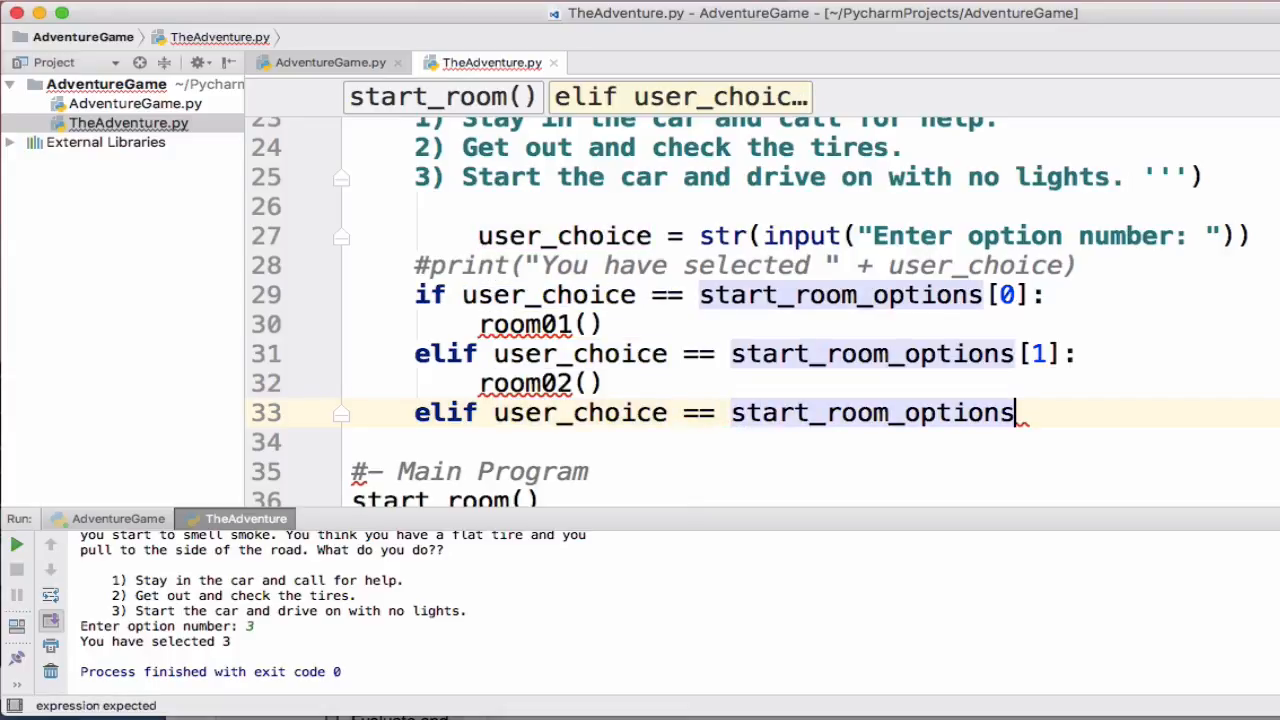 TheAdventure.py - AdventureGame - [~/PycharmProjects/AdventureGame]
AdventureGame TheAdventure.py
Project AdventureGame.py TheAdventure.py
AdventureGame ~/Pycharm
AdventureGame.py
TheAdventure.py
External Libraries
start_room() elif user_choic...
23 1) Stay in the car and call for help.
24 2) Get out and check the tires.
25 3) Start the car and drive on with no lights. ''')
26
27 user_choice = str(input("Enter option number: "))
28 #print("You have selected " + user_choice)
29 if user_choice == start_room_options[0]:
30 room01()
31 elif user_choice == start_room_options[1]:
32 room02()
33 elif user_choice == start_room_options
34
35 #- Main Program
36 start_room()
Run: AdventureGame TheAdventure
you start to smell smoke. You think you have a flat tire and you
pull to the side of the road. What do you do??
1) Stay in the car and call for help.
2) Get out and check the tires.
3) Start the car and drive on with no lights.
Enter option number: 3
You have selected 3
Process finished with exit code 0
expression expected